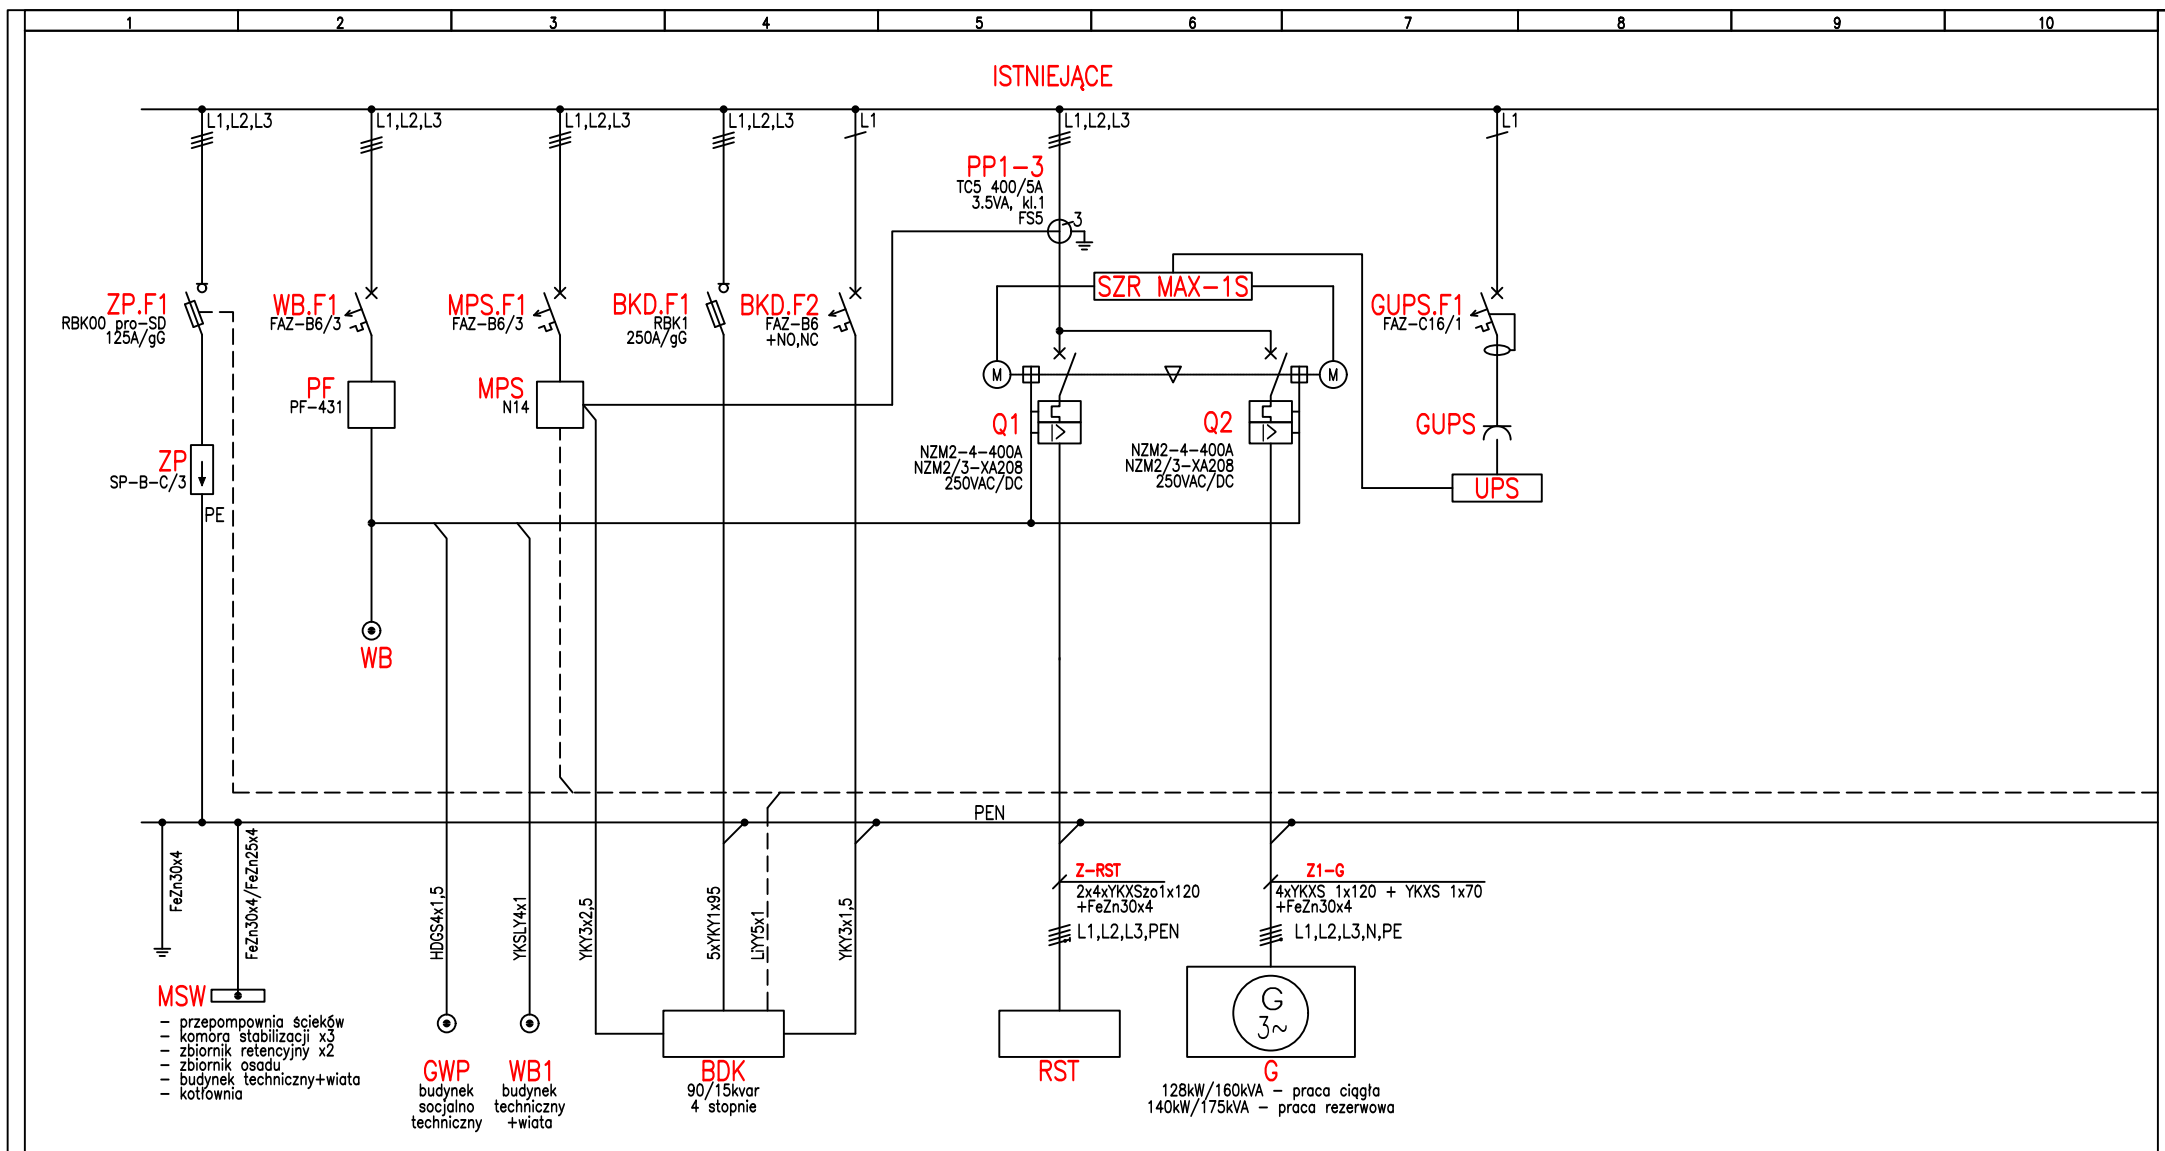 1 2 3 4 5 6 7 8 9 10
ISTNIEJĄCE
L1,L2,L3
L1,L2,L3
L1,L2,L3
L1,L2,L3
L1
L1,L2,L3
L1
PP1-3
TC5 400/5A
3.5VA, kl.1
FS5
3
SZR MAX-1S
ZP.F1
RBK00 pro-SD
125A/gG
WB.F1
FAZ-B6/3
MPS.F1
FAZ-B6/3
BKD.F1
RBK1
250A/gG
BKD.F2
FAZ-B6
+NO,NC
GUPS.F1
FAZ-C16/1
M
M
PF
PF-431
MPS
N14
Q1
NZM2-4-400A
NZM2/3-XA208
250VAC/DC
Q2
NZM2-4-400A
NZM2/3-XA208
250VAC/DC
GUPS
UPS
ZP
SP-B-C/3
PE
WB
PEN
FeZn30x4
FeZn30x4/FeZn25x4
HDGS4x1,5
YKSLY4x1
YKY3x2,5
5xYKY1x95
LiYY5x1
YKY3x1,5
Z-RST
2x4xYKXSżo1x120
+FeZn30x4
L1,L2,L3,PEN
Z1-G
4xYKXS 1x120 + YKXS 1x70
+FeZn30x4
L1,L2,L3,N,PE
MSW
- przepompownia ścieków
- komora stabilizacji x3
- zbiornik retencyjny x2
- zbiornik osadu
- budynek techniczny+wiata
- kotłownia
GWP
budynek
socjalno
techniczny
WB1
budynek
techniczny
+wiata
BDK
90/15kvar
4 stopnie
RST
G
3~
G
128kW/160kVA - praca ciągła
140kW/175kVA - praca rezerwowa